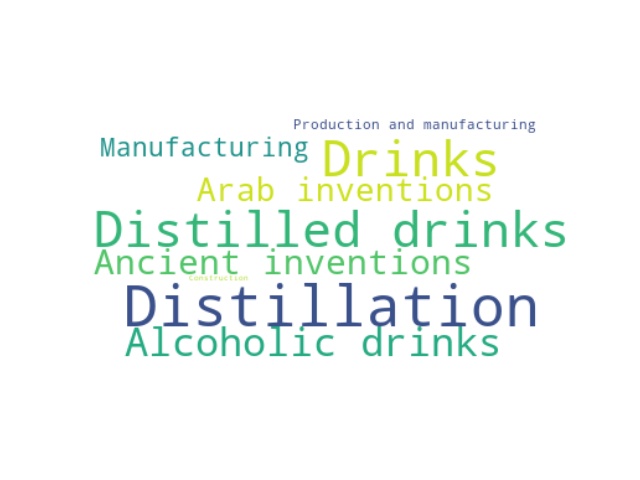 Production and manufacturing
Manufacturing
Drinks
Arab inventions
Distilled drinks
Ancient inventions
Construction
Distillation
Alcoholic drinks